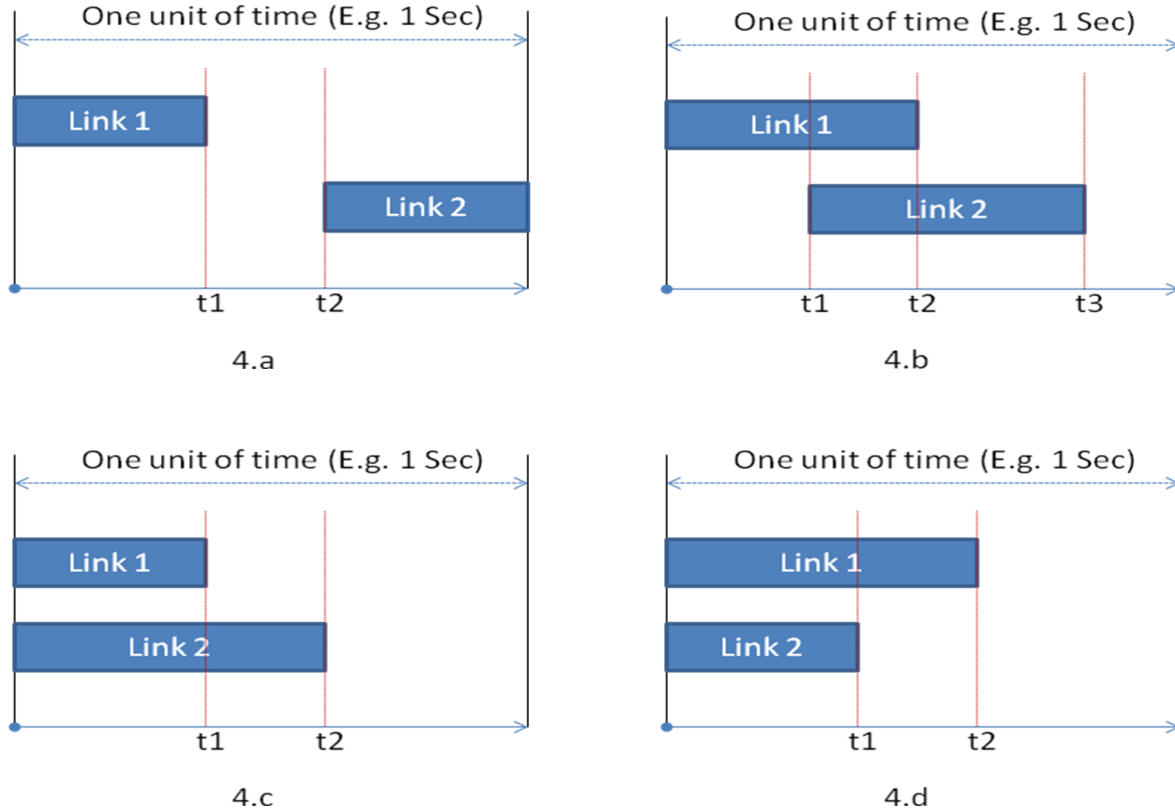 One unit of time (E.g. 1 Sec)
Link 1
Link 2
t1 t2
4.a
One unit of time (E.g. 1 Sec)
Link 1
Link 2
t1 t2 t3
4.b
One unit of time (E.g. 1 Sec)
Link 1
Link 2
t1 t2
4.c
One unit of time (E.g. 1 Sec)
Link 1
Link 2
t1 t2
4.d